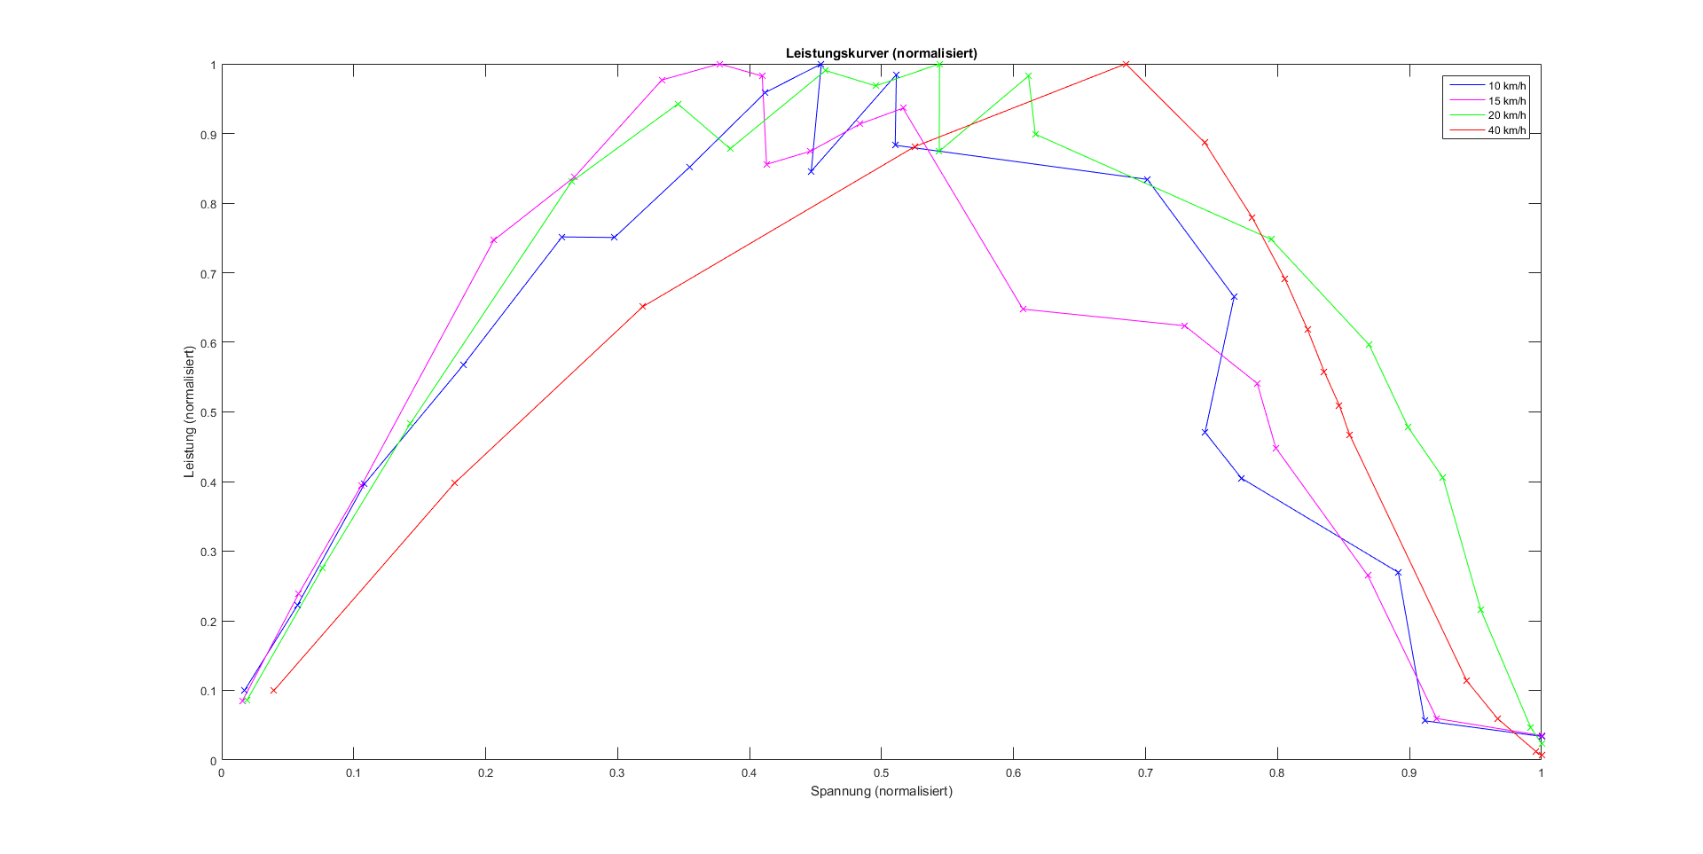 Leistungskurver (normalisiert)
10 km/h
15 km/h
20 km/h
40 km/h
1
0.9
0.8
0.7
0.6
0.5
0.4
0.3
0.2
0.1
0
Leistung (normalisiert)
0 0.1 0.2 0.3 0.4 0.5 0.6 0.7 0.8 0.9 1
Spannung (normalisiert)